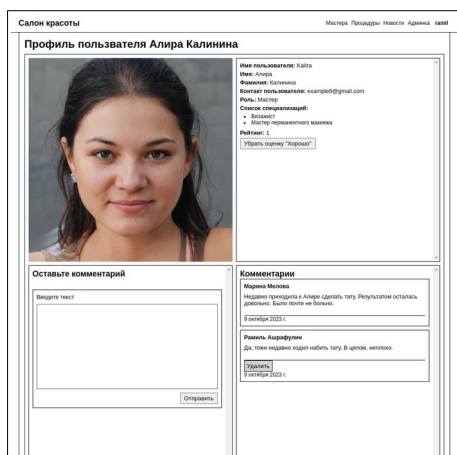 Салон красоты
Мастера Процедуры Новости Админка ramil
Профиль пользвателя Алира Калинина
Имя пользователя: Kalira
Имя: Алира
Фамилия: Калинина
Контакт пользователя: example9@gmail.com
Роль: Мастер
Список специализаций:
Визажист
Мастер перманентного макияжа
Рейтинг: 1
Убрать оценку "Хорошо"
Оставьте комментарий
Введите текст
Отправить
Комментарии
Марина Мелова
Недавно приходила к Алире сделать тату. Результатом осталась
довольно. Было почти не больно.
9 октября 2023 г.
Рамиль Ашрафулин
Да, тоже недавно ходил набить тату. В целом, неплохо.
Удалить
9 октября 2023 г.